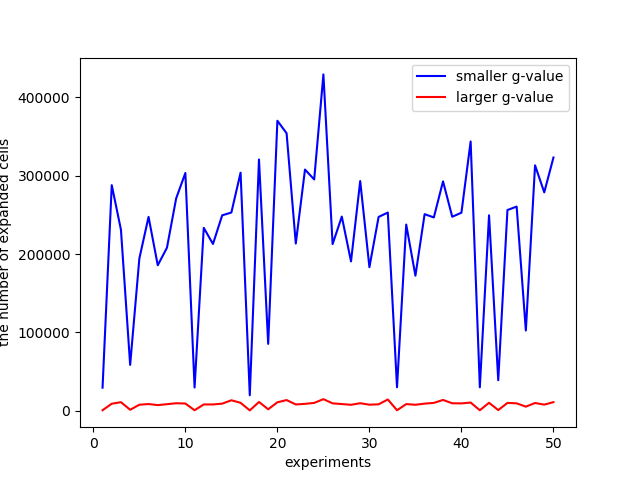 smaller g-value
larger g-value
400000
300000
200000
100000
0
the number of expanded cells
0 10 20 30 40 50
experiments